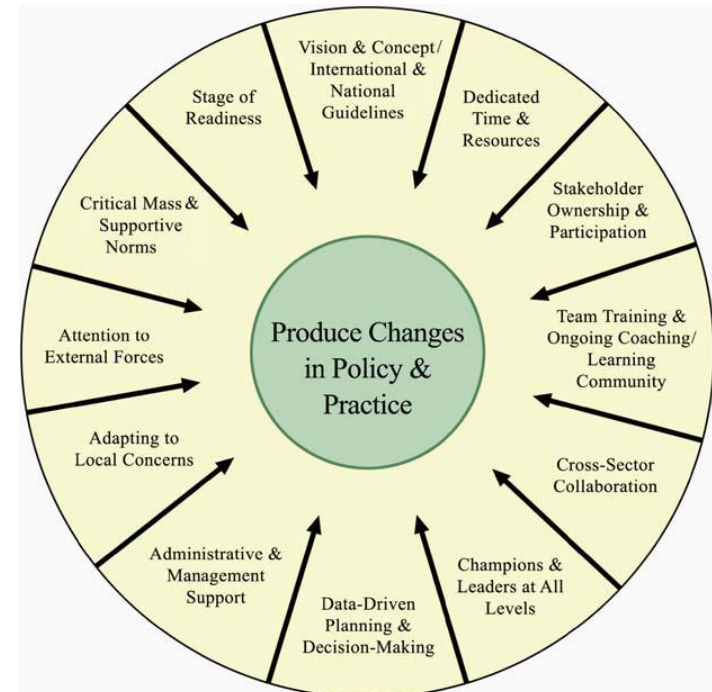 Vision & Concept/
International &
National
Guidelines
Dedicated
Time &
Resources
Stakeholder
Ownership &
Participation
Team Training &
Ongoing Coaching/
Learning
Community
Cross-Sector
Collaboration
Champions &
Leaders at All
Levels
Data-Driven
Planning &
Decision-Making
Administrative &
Management
Support
Adapting to
Local Concerns
Attention to
External Forces
Critical Mass &
Supportive
Norms
Stage of
Readiness
Produce Changes
in Policy &
Practice